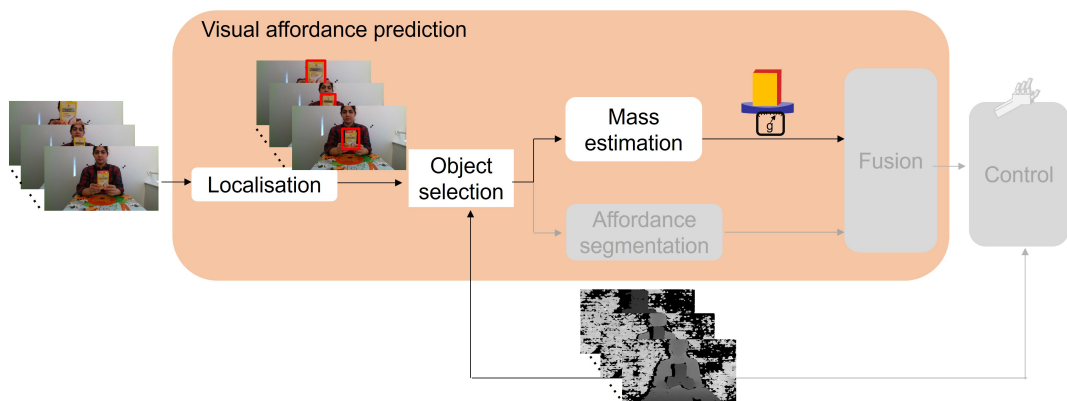 Visual affordance prediction
Localisation
Object
selection
Mass
estimation
g
Affordance
segmentation
Fusion
Control